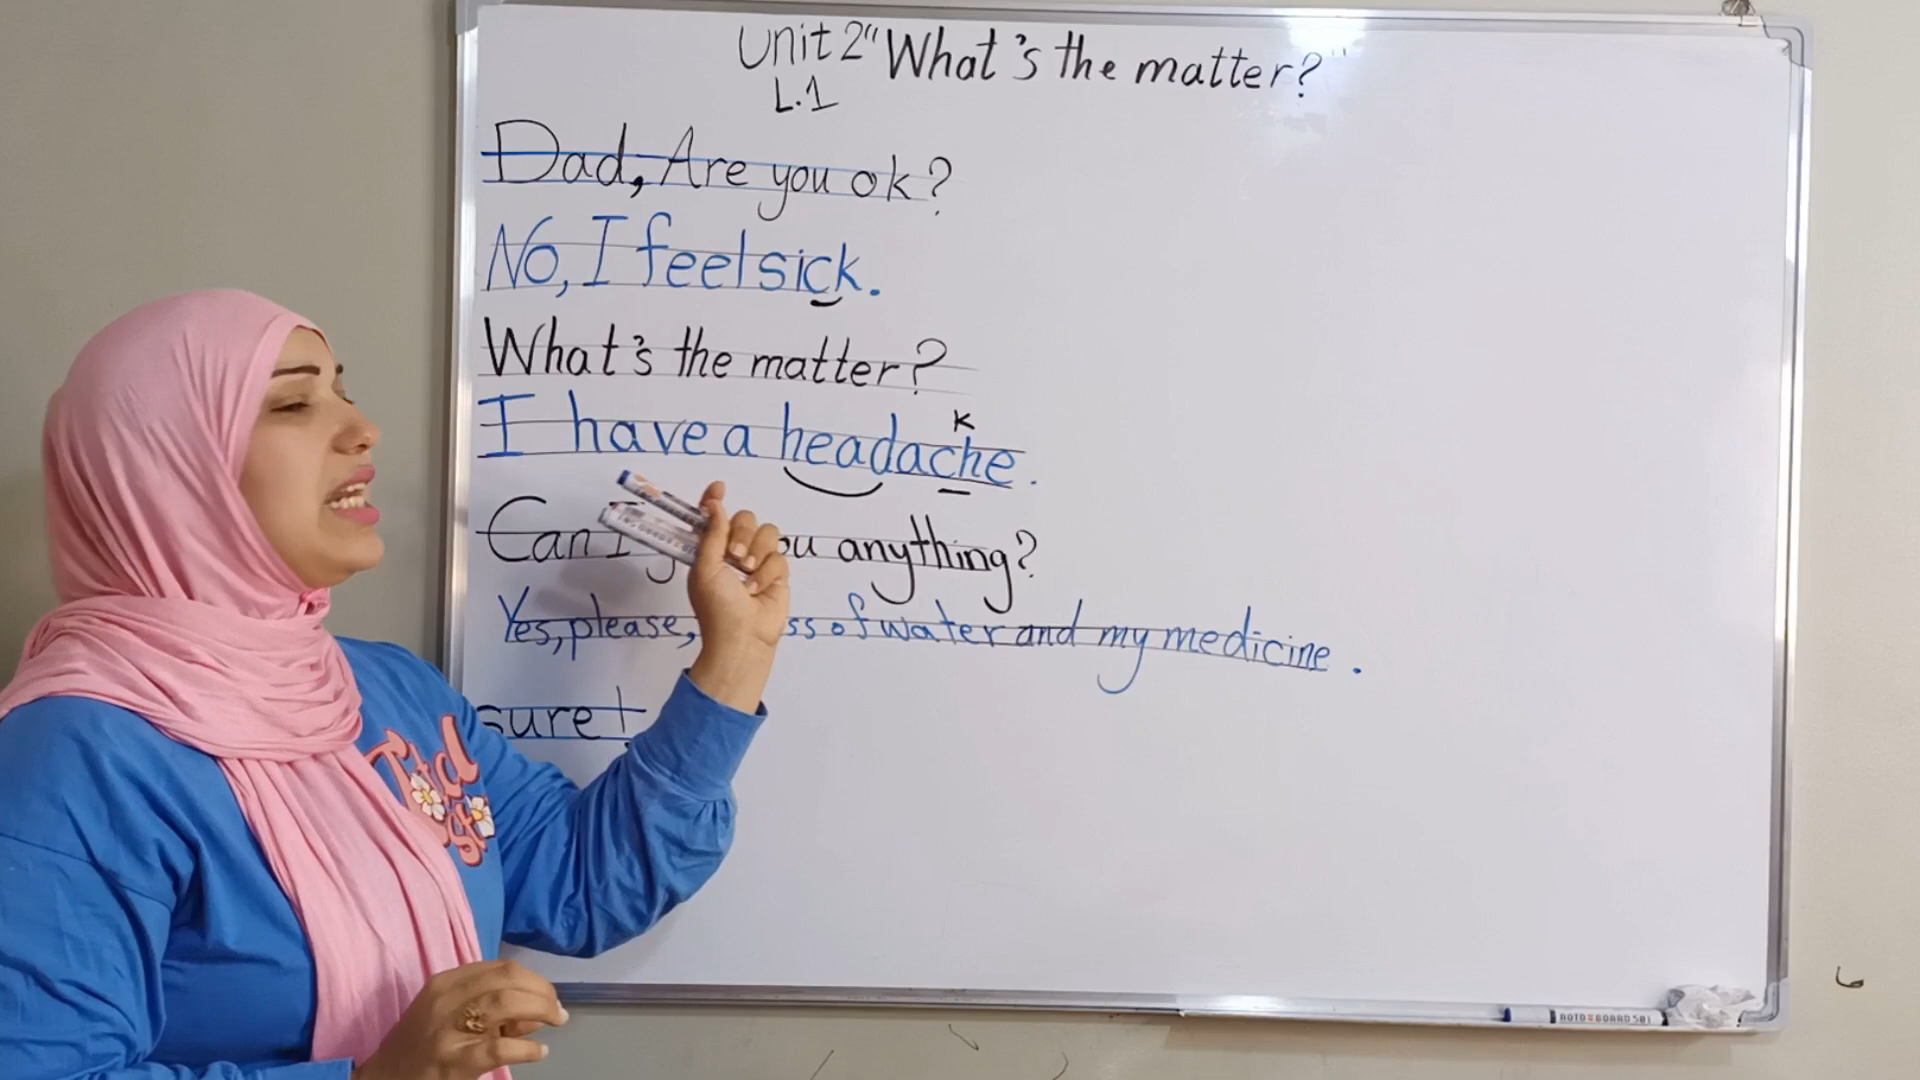 Unit 2 "What's the matter?"
L.1
Dad, Are you ok?
No, I feel sick.
What's the matter?
K
I have a headache.
Can I you anything?
Yes, please, of water and my medicine.
sure!